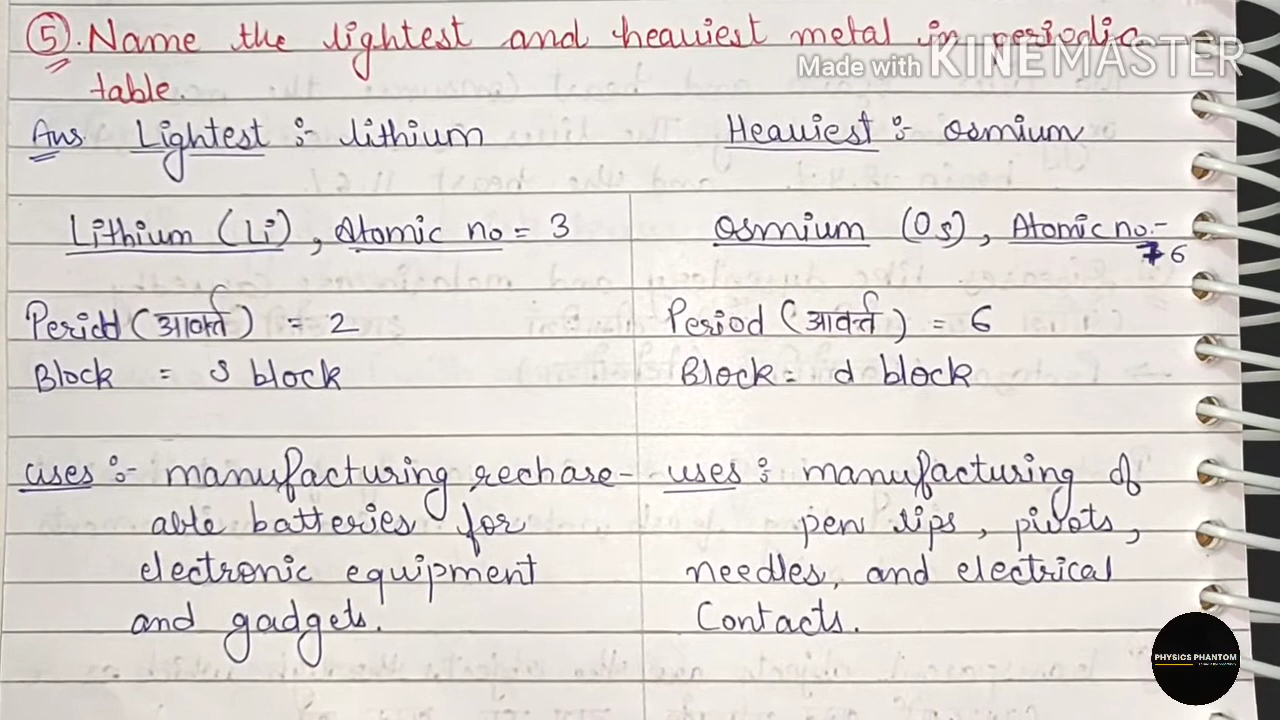 ⑤. Name the lightest and heaviest metal in periodic
Made with KINEMASTER
table.
Ans Lightest :- lithium
Heaviest :- osmium
Lithium (Li), Atomic no = 3
Osmium (Os), Atomic no.-
76
Period (आवर्त) = 2
Period (आवर्त) = 6
Block = s block
Block = d block
uses :- manufacturing rechare-
able batteries for
electronic equipment
and gadgets.
uses :- manufacturing of
pen tips, pivots,
needles, and electrical
Contacts.
PHYSICS PHANTOM